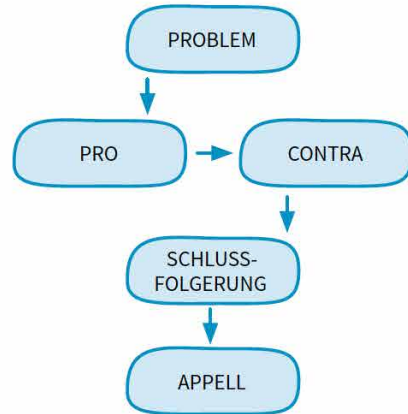 PROBLEM
PRO
CONTRA
SCHLUSS-
FOLGERUNG
APPELL